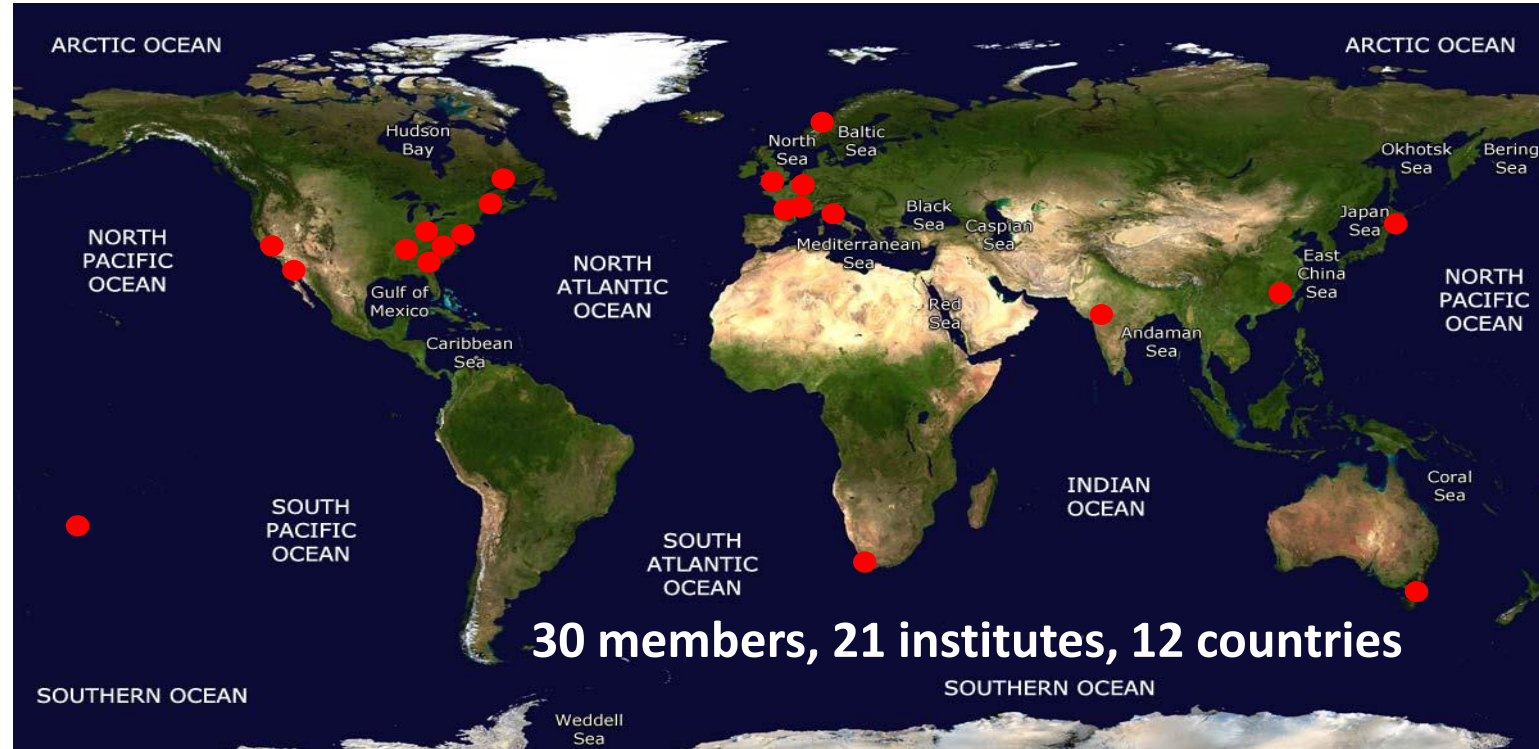 ARCTIC OCEAN
ARCTIC OCEAN
Hudson
Bay
North
Sea
Baltic
Sea
Okhotsk
Sea
Bering
Sea
NORTH
PACIFIC
OCEAN
NORTH
ATLANTIC
OCEAN
Black
Sea
Caspian
Sea
Japan
Sea
Mediterranean
Sea
East
China
Sea
NORTH
PACIFIC
OCEAN
Gulf of
Mexico
Red
Sea
Caribbean
Sea
Andaman
Sea
SOUTH
PACIFIC
OCEAN
INDIAN
OCEAN
Coral
Sea
SOUTH
ATLANTIC
OCEAN
30 members, 21 institutes, 12 countries
SOUTHERN OCEAN
SOUTHERN OCEAN
Weddell
Sea